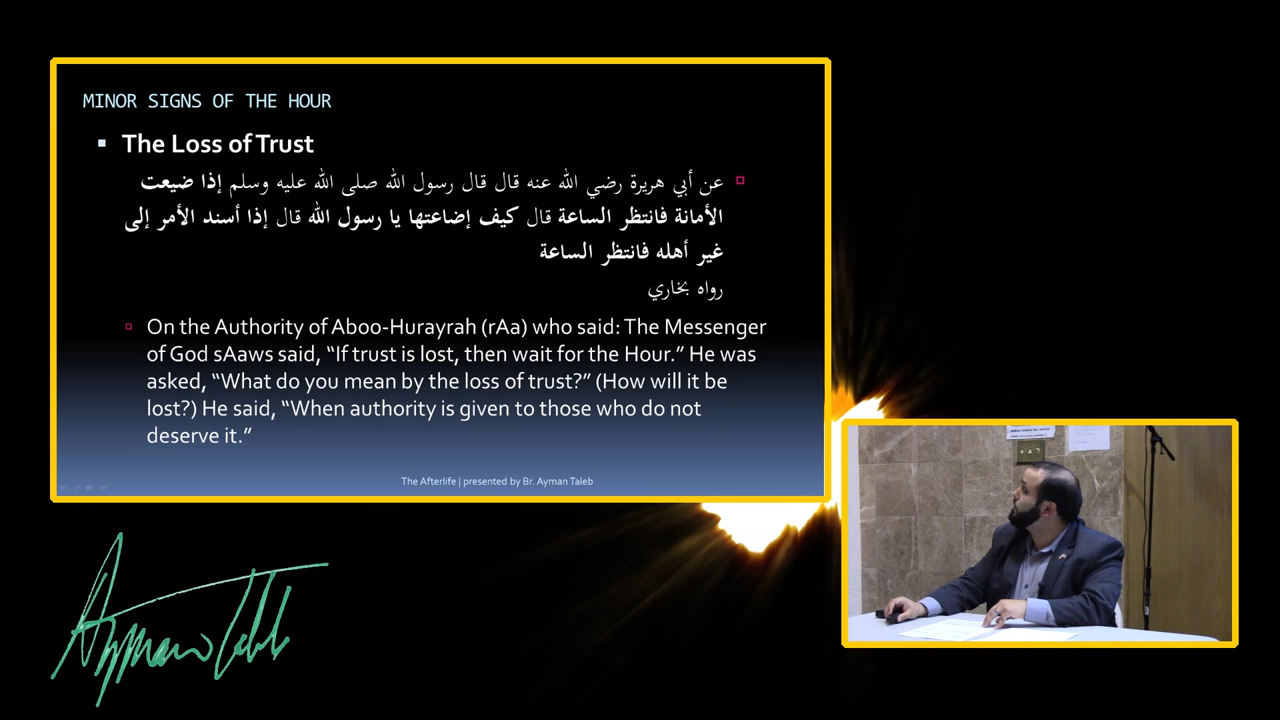 MINOR SIGNS OF THE HOUR
▪ The Loss of Trust
عن أبي هريرة رضي الله عنه قال قال رسول الله صلى الله عليه وسلم إذا ضيعت
الأمانة فانتظر الساعة قال كيف إضاعتها يا رسول الله قال إذا أسند الأمر إلى
غير أهله فانتظر الساعة
رواه بخاري
On the Authority of Aboo-Hurayrah (rAa) who said: The Messenger
of God sAaws said, “If trust is lost, then wait for the Hour.” He was
asked, “What do you mean by the loss of trust?” (How will it be
lost?) He said, “When authority is given to those who do not
deserve it.”
The Afterlife | presented by Br. Ayman Taleb
Ayman Taleb